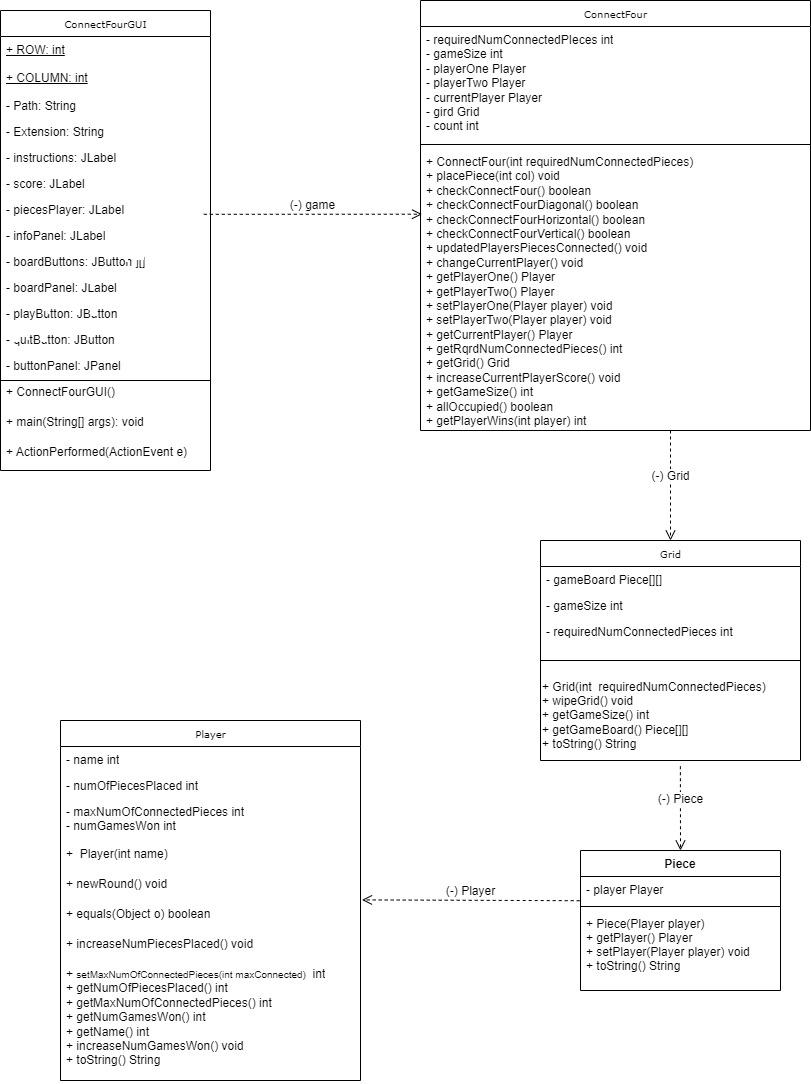 ConnectFourGUI
+ ROW: int
+ COLUMN: int
- Path: String
- Extension: String
- instructions: JLabel
- score: JLabel
- piecesPlayer: JLabel
- infoPanel: JLabel
- boardButtons: JButton [][]
- boardPanel: JLabel
- playButton: JButton
- quitButton: JButton
- buttonPanel: JPanel
+ ConnectFourGUI()
+ main(String[] args): void
+ ActionPerformed(ActionEvent e)
(-) game
ConnectFour
- requiredNumConnectedPIeces int
- gameSize int
- playerOne Player
- playerTwo Player
- currentPlayer Player
- gird Grid
- count int
+ ConnectFour(int requiredNumConnectedPieces)
+ placePiece(int col) void
+ checkConnectFour() boolean
+ checkConnectFourDiagonal() boolean
+ checkConnectFourHorizontal() boolean
+ checkConnectFourVertical() boolean
+ updatedPlayersPiecesConnected() void
+ changeCurrentPlayer() void
+ getPlayerOne() Player
+ getPlayerTwo() Player
+ setPlayerOne(Player player) void
+ setPlayerTwo(Player player) void
+ getCurrentPlayer() Player
+ getRqrdNumConnectedPieces() int
+ getGrid() Grid
+ increaseCurrentPlayerScore() void
+ getGameSize() int
+ allOccupied() boolean
+ getPlayerWins(int player) int
(-) Grid
Grid
- gameBoard Piece[][]
- gameSize int
- requiredNumConnectedPieces int
+ Grid(int  requiredNumConnectedPieces)
+ wipeGrid() void
+ getGameSize() int
+ getGameBoard() Piece[][]
+ toString() String
(-) Piece
Piece
- player Player
+ Piece(Player player)
+ getPlayer() Player
+ setPlayer(Player player) void
+ toString() String
(-) Player
Player
- name int
- numOfPiecesPlaced int
- maxNumOfConnectedPieces int
- numGamesWon int
+  Player(int name)
+ newRound() void
+ equals(Object o) boolean
+ increaseNumPiecesPlaced() void
+ setMaxNumOfConnectedPieces(int maxConnected)  int
+ getNumOfPiecesPlaced() int
+ getMaxNumOfConnectedPieces() int
+ getNumGamesWon() int
+ getName() int
+ increaseNumGamesWon() void
+ toString() String